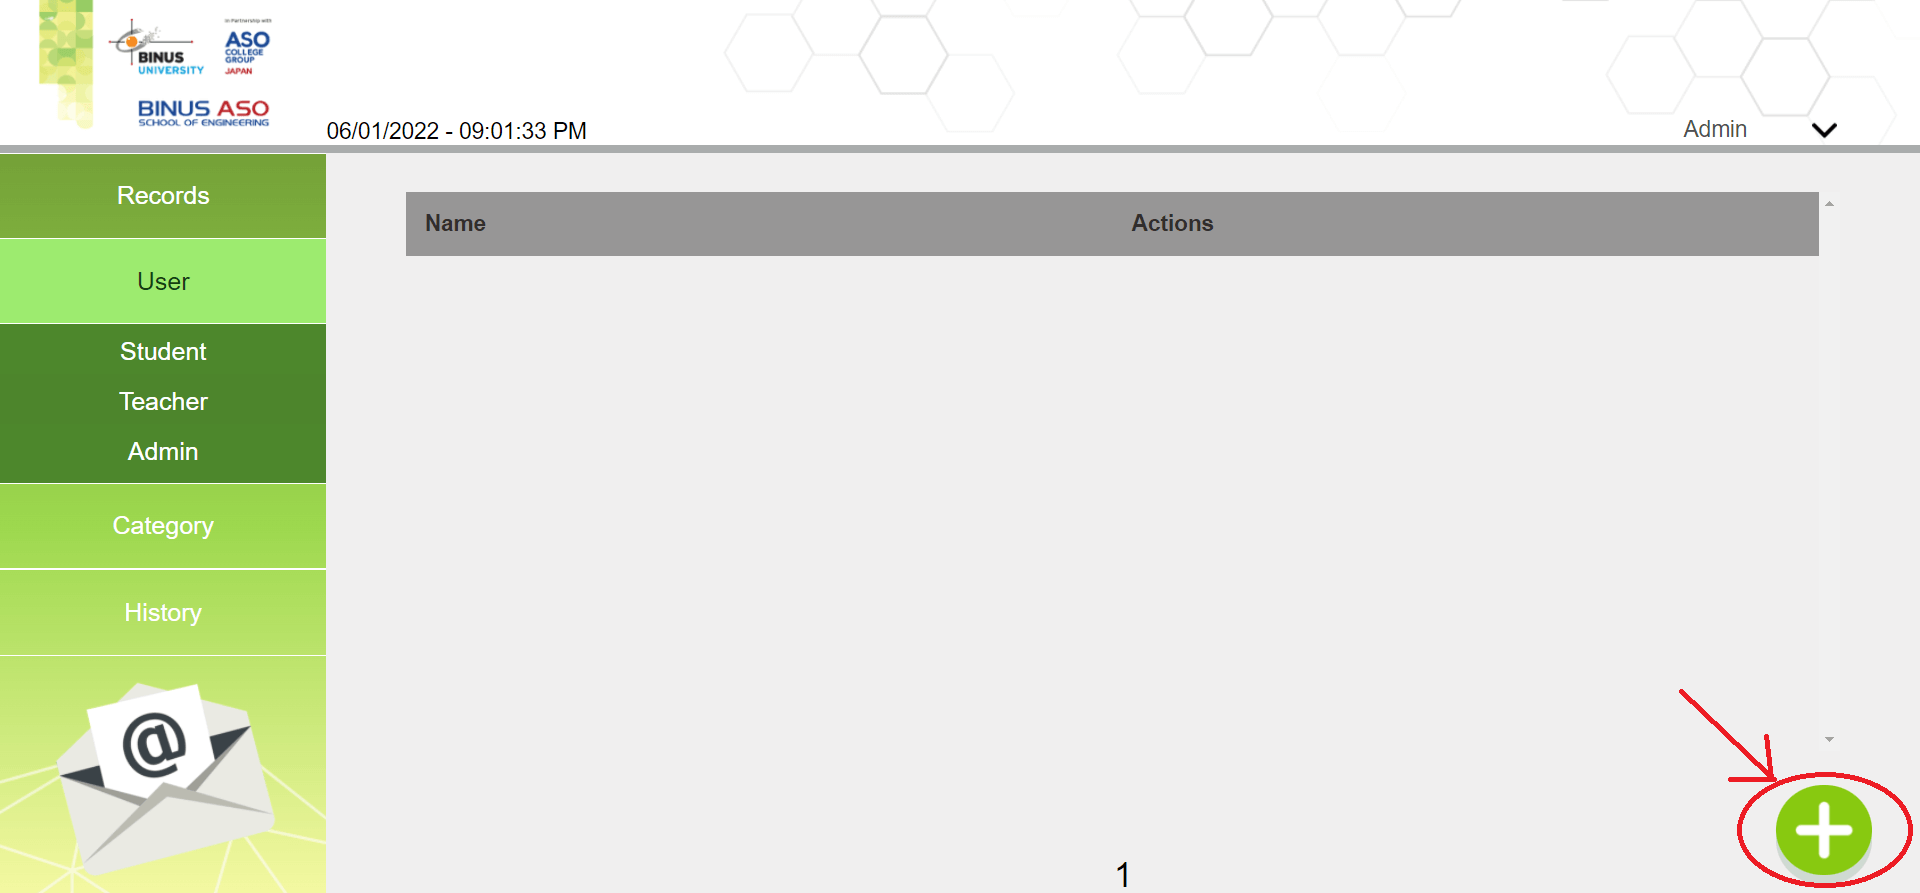 In Partnership with
BINUS
UNIVERSITY
ASO
COLLEGE
GROUP
JAPAN
BINUS ASO
SCHOOL OF ENGINEERING
06/01/2022 - 09:01:33 PM
Admin
Records
User
Student
Teacher
Admin
Category
History
@
Name Actions
1